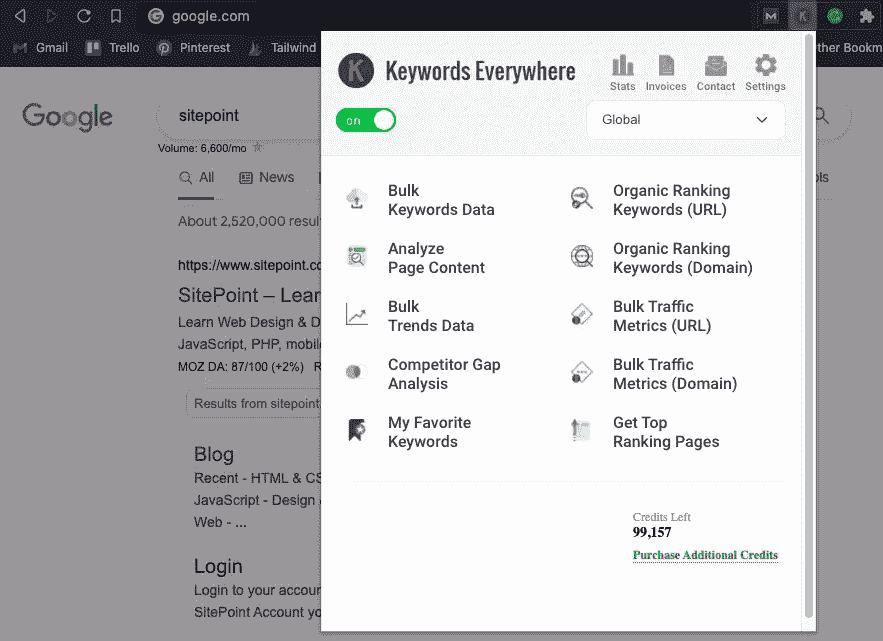 google.com
Gmail Trello Pinterest Tailwind ther Bookm
Google
sitepoint
Volume: 6,600/mo
All News
About 2,520,000 resul
https://www.sitepoint.co
SitePoint – Lear
Learn Web Design & D
JavaScript, PHP, mobile
MOZ DA: 87/100 (+2%) R
Results from sitepoint
Blog
Recent - HTML & CS
JavaScript - Design
Web - ...
Login
Login to your accoun
SitePoint Account yo
K Keywords Everywhere
Stats Invoices Contact Settings
on
Global
Bulk
Keywords Data
Organic Ranking
Keywords (URL)
Analyze
Page Content
Organic Ranking
Keywords (Domain)
Bulk
Trends Data
Bulk Traffic
Metrics (URL)
Competitor Gap
Analysis
Bulk Traffic
Metrics (Domain)
My Favorite
Keywords
Get Top
Ranking Pages
Credits Left
99,157
Purchase Additional Credits